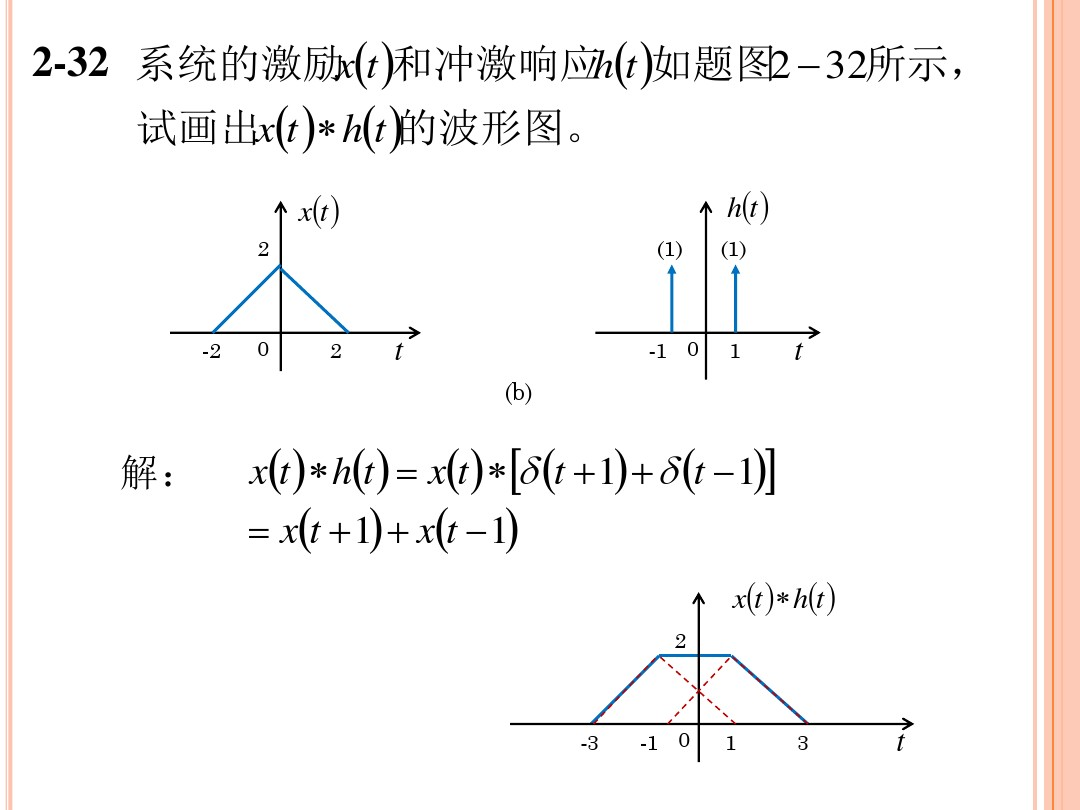 2-32 系统的激励x(t)和冲激响应h(t)如题图2-32所示，
试画出x(t)*h(t)的波形图。
x(t)
2
-2 0 2 t
h(t)
(1) (1)
-1 0 1 t
(b)
解： x(t)*h(t)=x(t)*[δ(t+1)+δ(t-1)]
=x(t+1)+x(t-1)
x(t)*h(t)
2
-3 -1 0 1 3 t